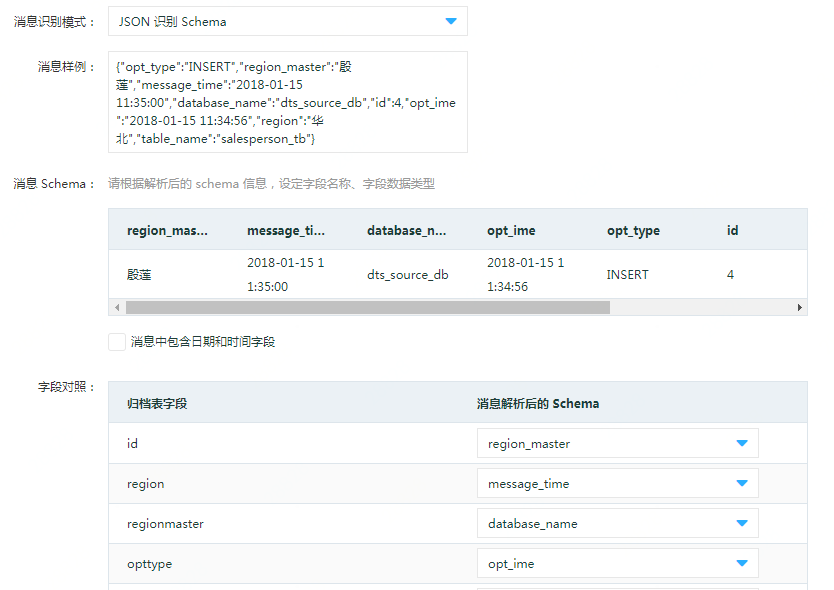 消息识别模式： JSON 识别 Schema
消息样例： {"opt_type":"INSERT","region_master":"殷
莲","message_time":"2018-01-15
11:35:00","database_name":"dts_source_db","id":4,"opt_ime
":"2018-01-15 11:34:56","region":"华
北","table_name":"salesperson_tb"}
消息 Schema： 请根据解析后的 schema 信息，设定字段名称、字段数据类型
region_mas... message_ti... database_n... opt_ime opt_type id
殷莲 2018-01-15 1 dts_source_db 2018-01-15 1 INSERT 4
1:35:00 1:34:56
消息中包含日期和时间字段
字段对照：
归档表字段 消息解析后的 Schema
id region_master
region message_time
regionmaster database_name
opttype opt_ime